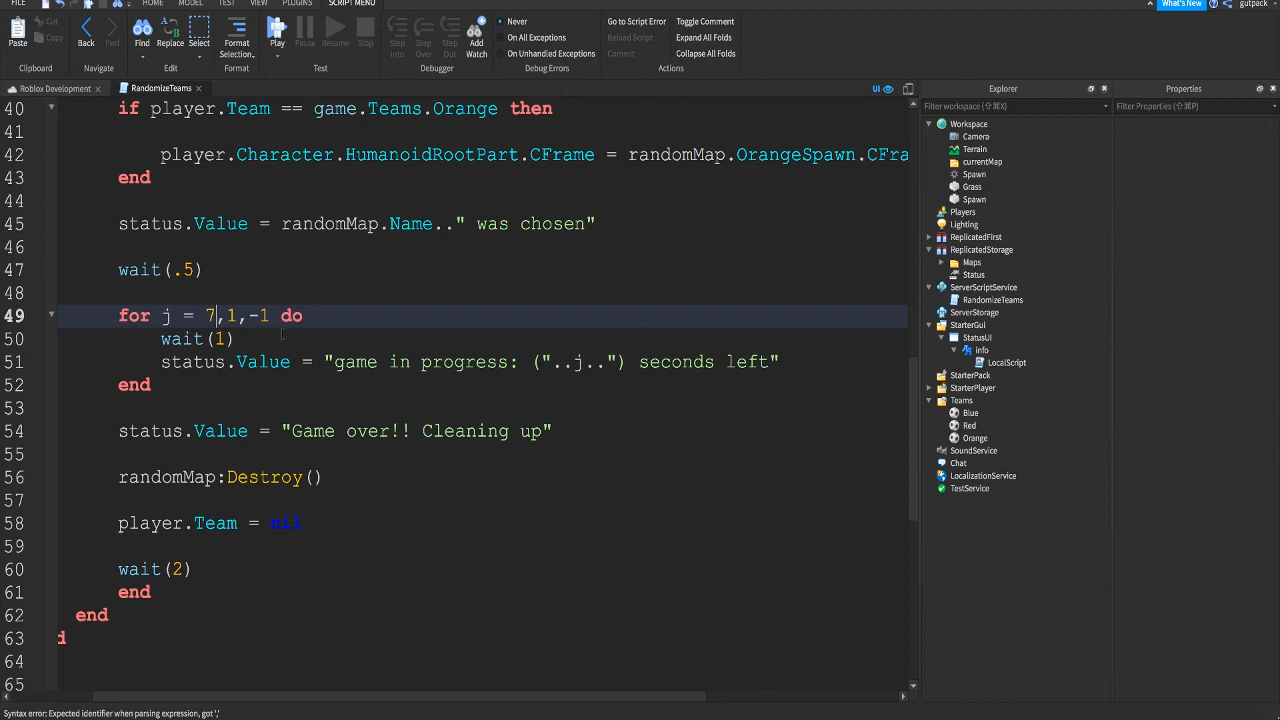 FILE HOME MODEL TEST VIEW PLUGINS SCRIPT MENU What's New gutpack
Paste Cut Copy Back Fwd Find Replace Select Format Selection Play Pause Resume Stop Step Into Step Over Step Out Add Watch Never On All Exceptions On Unhandled Exceptions Go to Script Error Reload Script Commit Toggle Comment Expand All Folds Collapse All Folds
Clipboard Navigate Edit Format Test Debugger Debug Errors Actions
Roblox Development RandomizeTeams UI Explorer Properties
Filter workspace (⇧⌘X) Filter Properties (⇧⌘P)
40 if player.Team == game.Teams.Orange then
41
42 player.Character.HumanoidRootPart.CFrame = randomMap.OrangeSpawn.CFra
43 end
44
45 status.Value = randomMap.Name.." was chosen"
46
47 wait(.5)
48
49 for j = 7,1,-1 do
50 wait(1)
51 status.Value = "game in progress: ("..j..") seconds left"
52 end
53
54 status.Value = "Game over!! Cleaning up"
55
56 randomMap:Destroy()
57
58 player.Team = nil
59
60 wait(2)
61 end
62 end
63 d
64
65
Workspace
Camera
Terrain
currentMap
Spawn
Grass
Spawn
Players
Lighting
ReplicatedFirst
ReplicatedStorage
Maps
Status
ServerScriptService
RandomizeTeams
ServerStorage
StarterGui
StatusUI
info
LocalScript
StarterPack
StarterPlayer
Teams
Blue
Red
Orange
SoundService
Chat
LocalizationService
TestService
Syntax error: Expected identifier when parsing expression, got ','